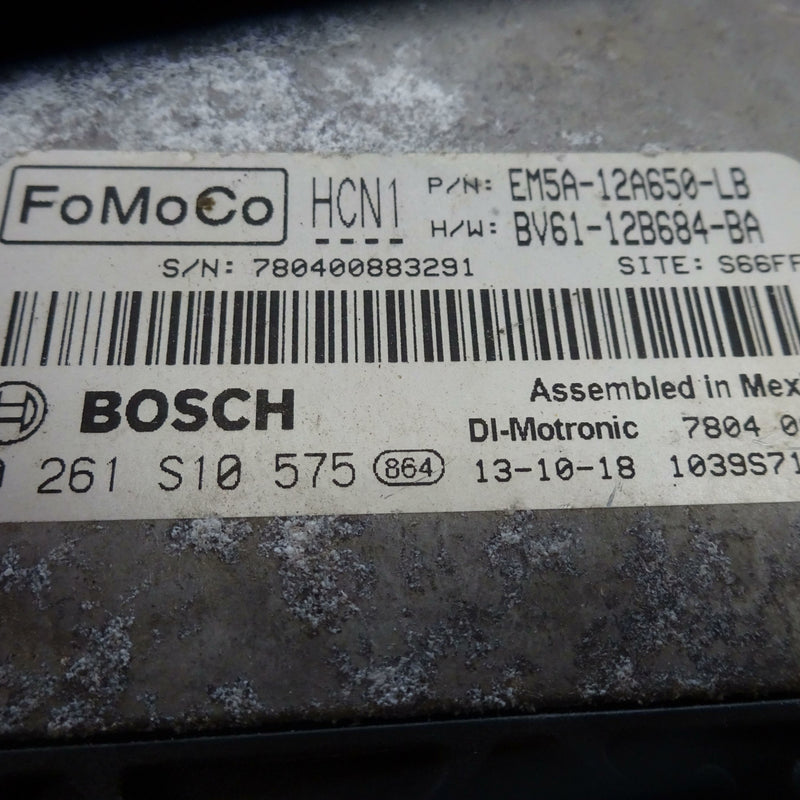 FoMoCo HCN1 P/N: EM5A-12A650-LB
H/W: BV61-12B684-BA
S/N: 780400883291 SITE: S66FF
BOSCH Assembled in Mexi
DI-Motronic 7804
261 S10 575 864 13-10-18 1039S71